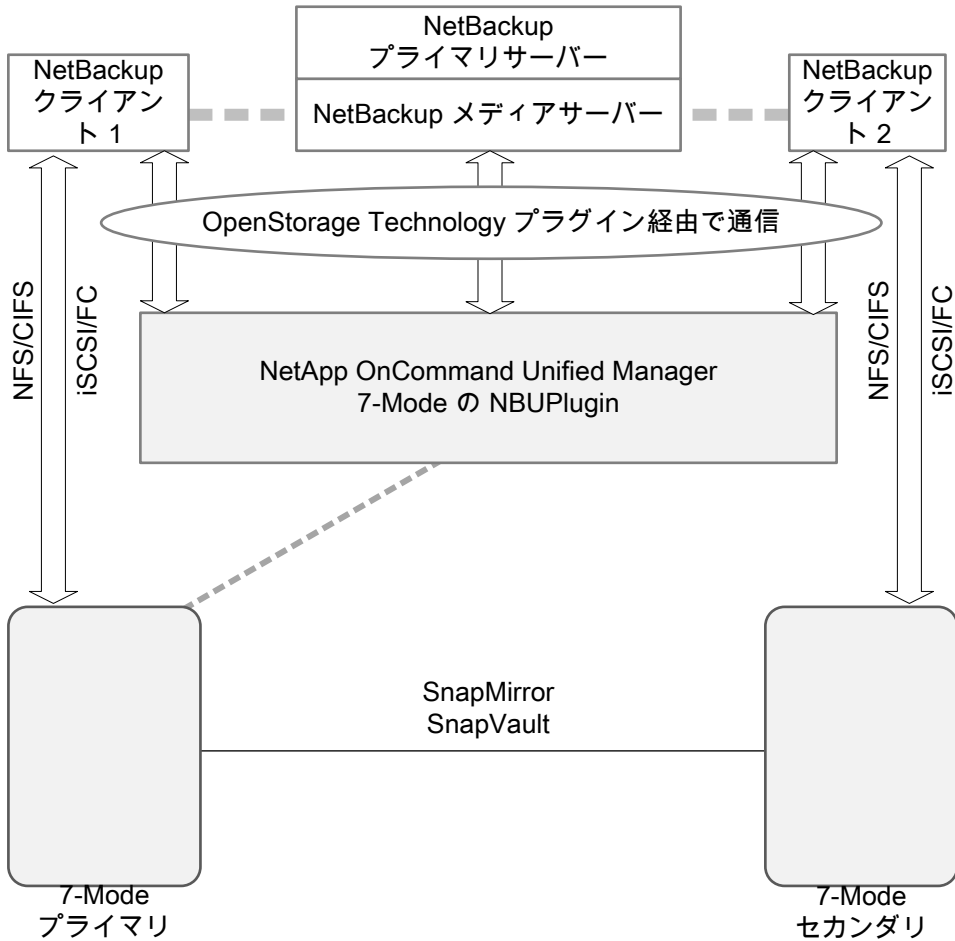 NetBackup
プライマリサーバー
NetBackup
クライアン
ト 1
NetBackup メディアサーバー
NetBackup
クライアン
ト 2
OpenStorage Technology プラグイン経由で通信
NFS/CIFS
iSCSI/FC
NetApp OnCommand Unified Manager
7-Mode の NBUPlugin
NFS/CIFS
iSCSI/FC
SnapMirror
SnapVault
7-Mode
プライマリ
7-Mode
セカンダリ